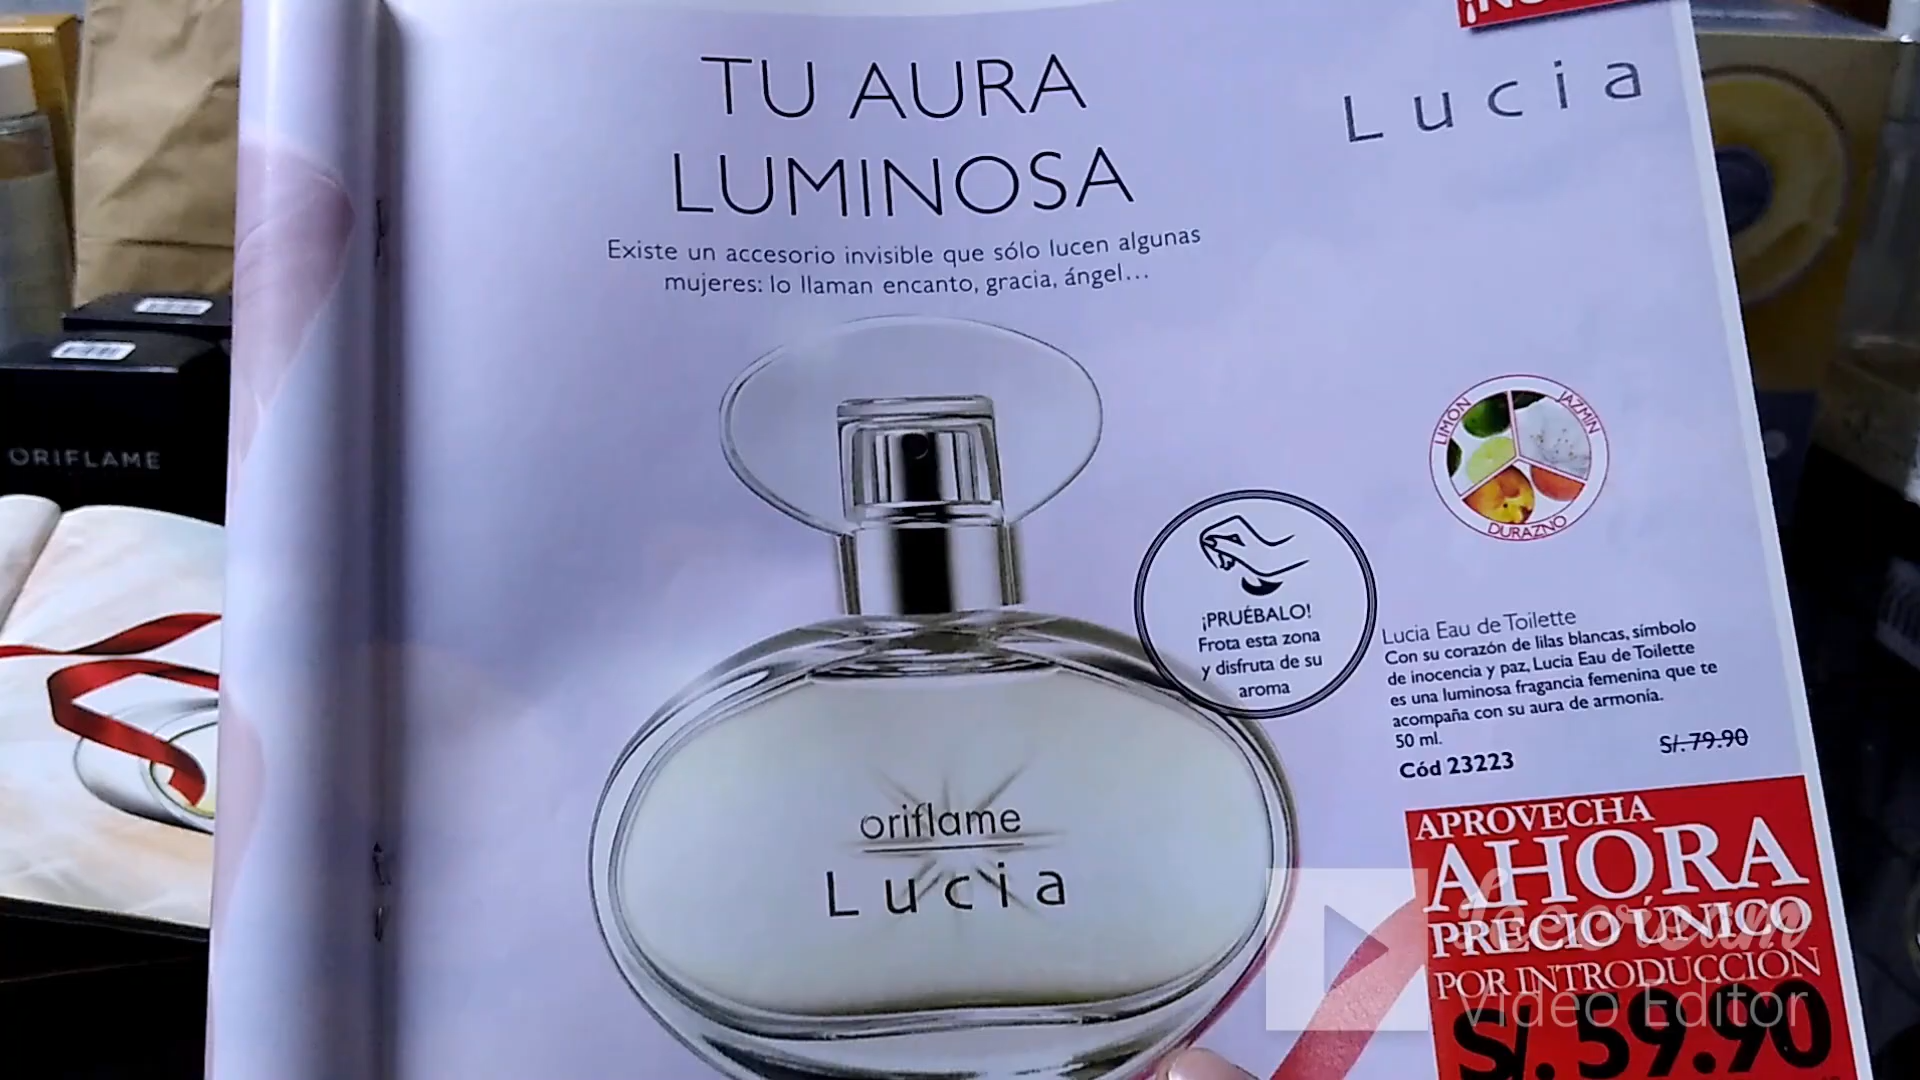 TU AURA
LUMINOSA
Existe un accesorio invisible que sólo lucen algunas
mujeres: lo llaman encanto, gracia, ángel...
Lucia
LIMÓN
JAZMÍN
DURAZNO
¡PRUÉBALO!
Frota esta zona
y disfruta de su
aroma
Lucia Eau de Toilette
Con su corazón de lilas blancas, símbolo
de inocencia y paz, Lucia Eau de Toilette
es una luminosa fragancia femenina que te
acompaña con su aura de armonía.
50 ml.
S/. 79.90
Cód 23223
oriflame
Lucia
APROVECHA
AHORA
PRECIO ÚNICO
POR INTRODUCCIÓN
S/. 59.90
ORIFLAME
Video Editor